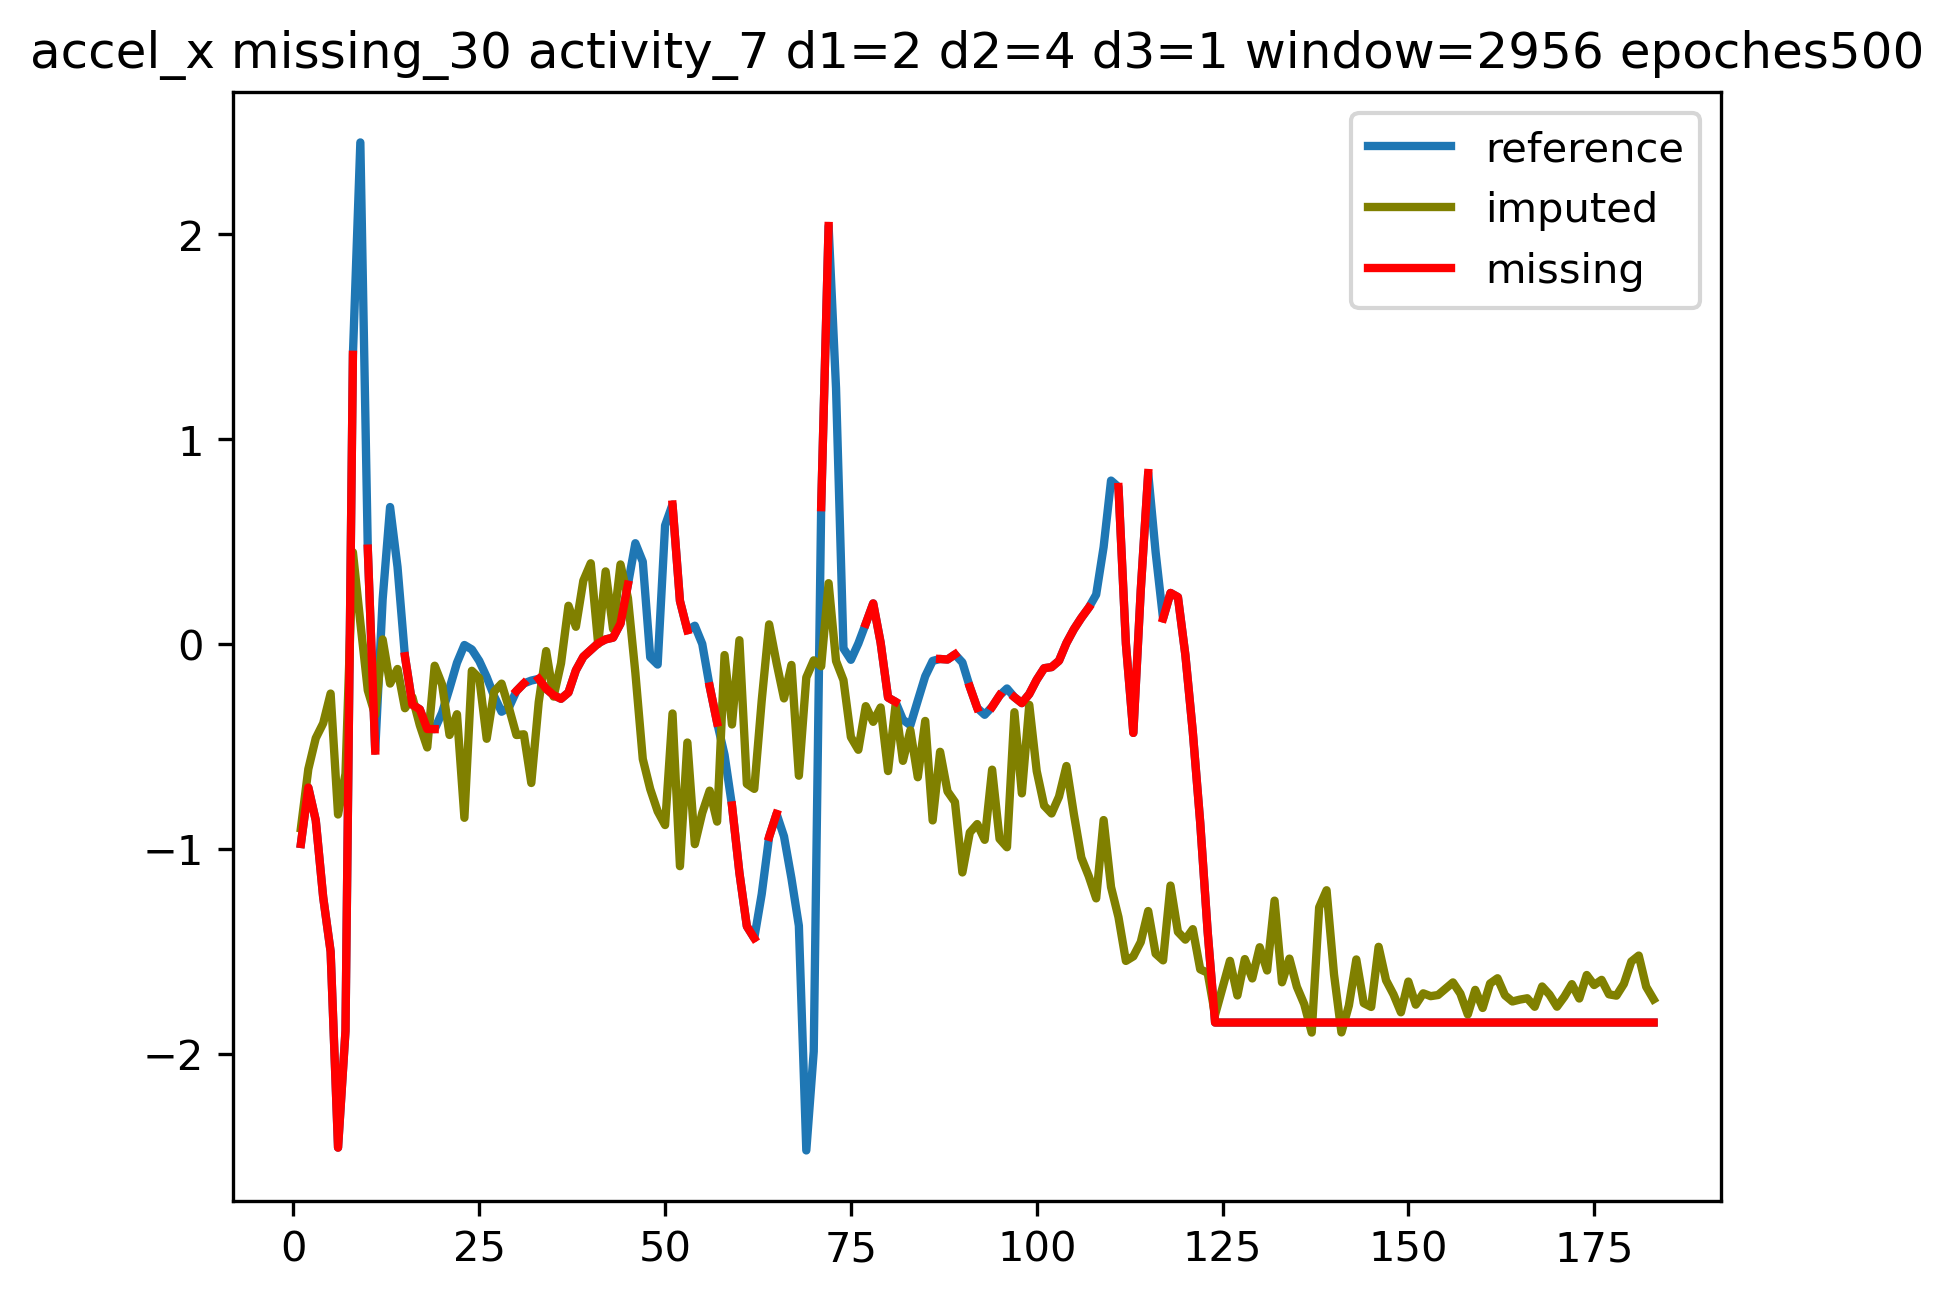 accel_x missing_30 activity_7 d1=2 d2=4 d3=1 window=2956 epoches500
reference
imputed
missing
2
1
0
−1
−2
0 25 50 75 100 125 150 175